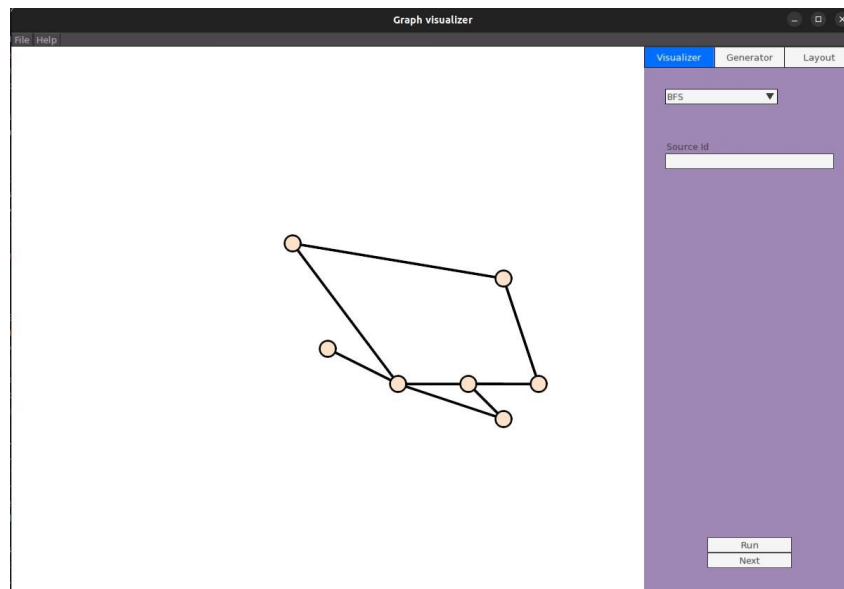 Graph visualizer
File Help
Visualizer Generator Layout
BFS
Source Id
Run
Next